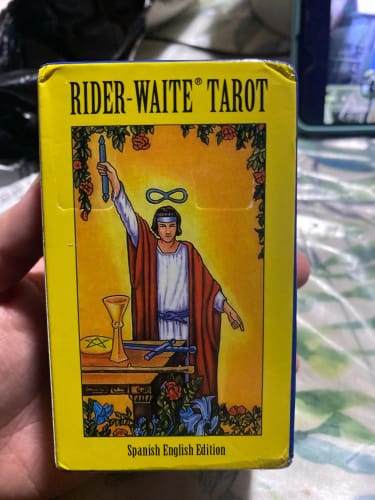 RIDER-WAITE® TAROT
Spanish English Edition